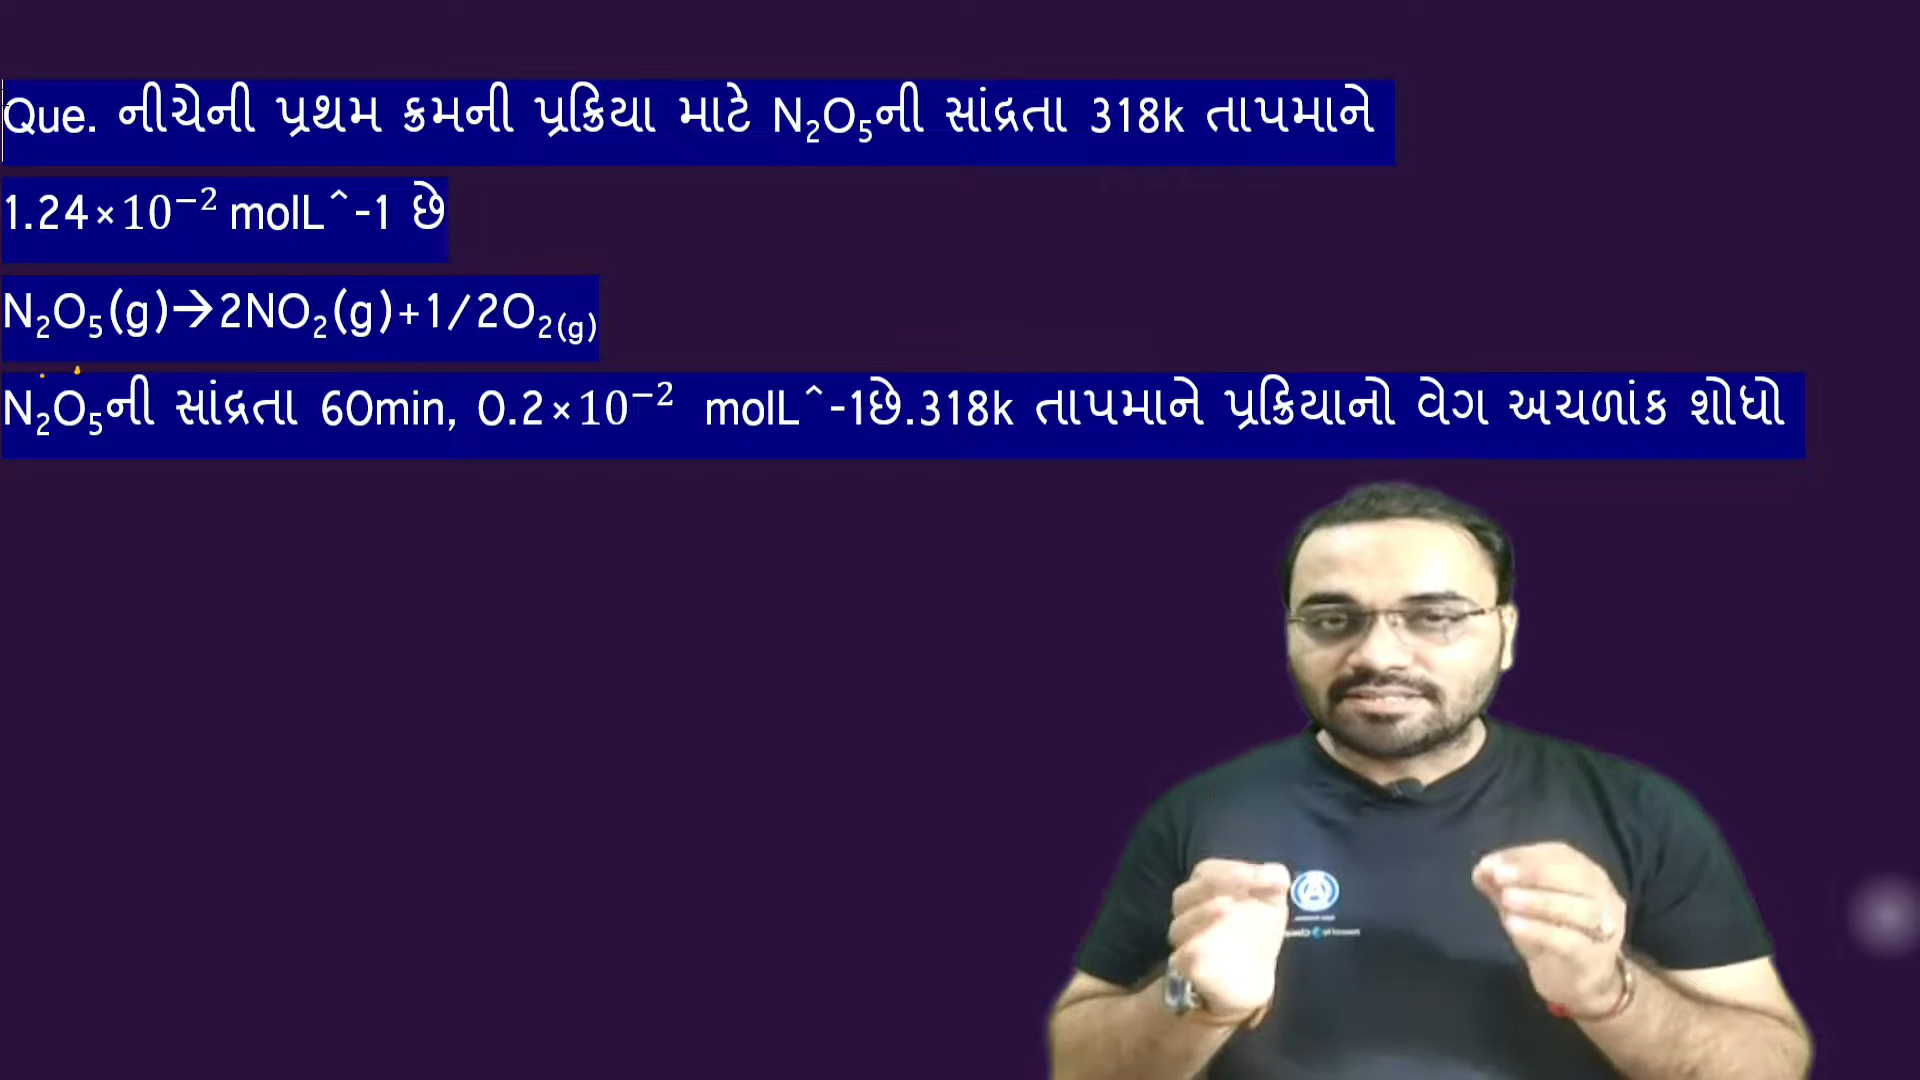 Que. નીચેની પ્રથમ ક્રમની પ્રક્રિયા માટે N₂O₅ની સાંદ્રતા 318k તાપમાને
1.24×10⁻² molL^-1 છે
N₂O₅(g)→2NO₂(g)+1/2O₂₍g₎
N₂O₅ની સાંદ્રતા 60min, 0.2×10⁻² molL^-1છે.318k તાપમાને પ્રક્રિયાનો વેગ અચળાંક શોધો